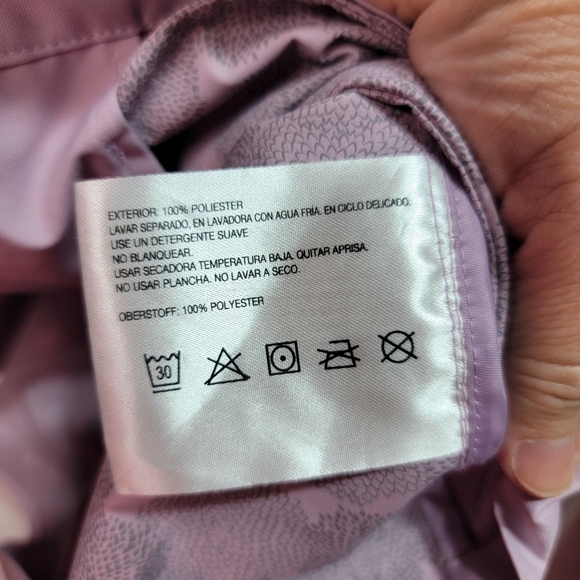 EXTERIOR: 100% POLIESTER
LAVAR SEPARADO, EN LAVADORA CON AGUA FRÍA, EN CICLO DELICADO.
USE UN DETERGENTE SUAVE
NO BLANQUEAR.
USAR SECADORA TEMPERATURA BAJA. QUITAR APRISA.
NO USAR PLANCHA. NO LAVAR A SECO.
OBERSTOFF: 100% POLYESTER
30